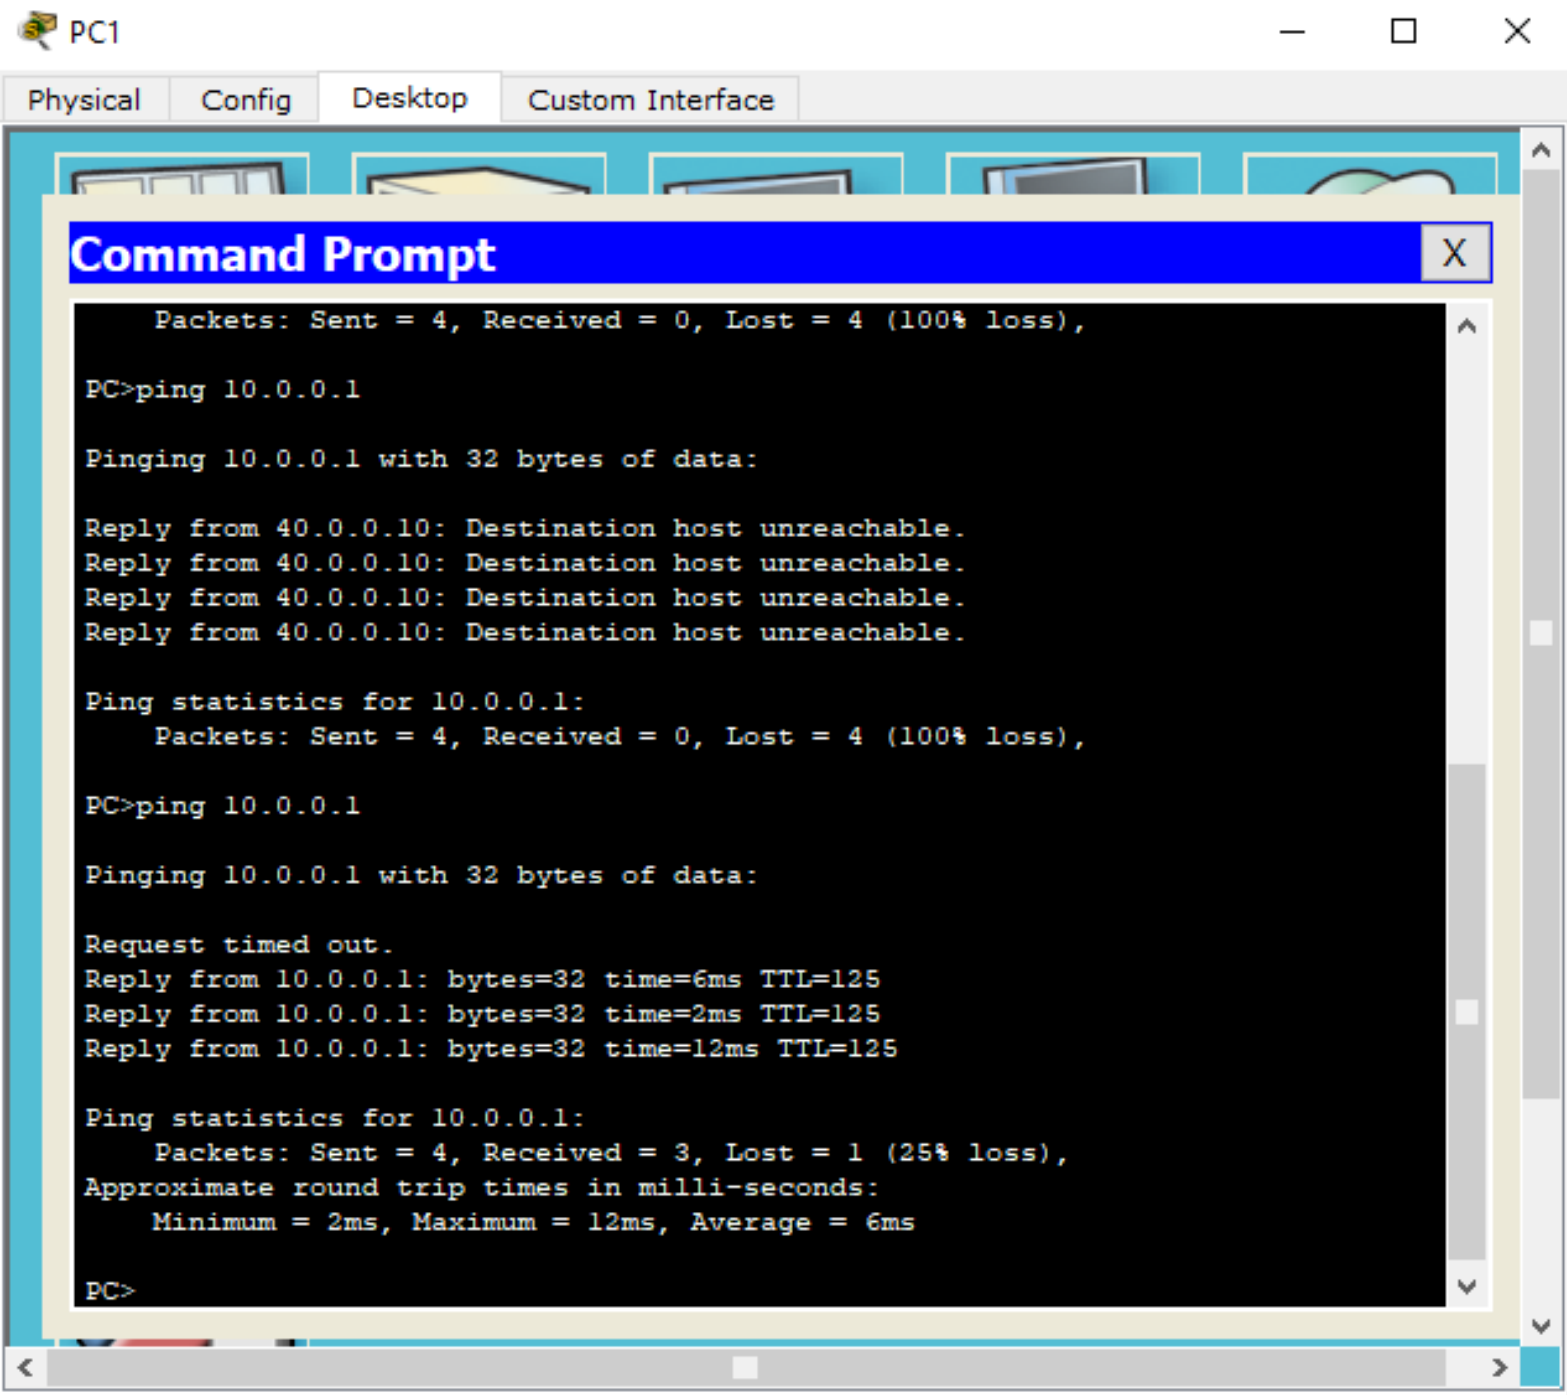 PC1
Physical Config Desktop Custom Interface
Command Prompt X
Packets: Sent = 4, Received = 0, Lost = 4 (100% loss),
PC>ping 10.0.0.1
Pinging 10.0.0.1 with 32 bytes of data:
Reply from 40.0.0.10: Destination host unreachable.
Reply from 40.0.0.10: Destination host unreachable.
Reply from 40.0.0.10: Destination host unreachable.
Reply from 40.0.0.10: Destination host unreachable.
Ping statistics for 10.0.0.1:
Packets: Sent = 4, Received = 0, Lost = 4 (100% loss),
PC>ping 10.0.0.1
Pinging 10.0.0.1 with 32 bytes of data:
Request timed out.
Reply from 10.0.0.1: bytes=32 time=6ms TTL=125
Reply from 10.0.0.1: bytes=32 time=2ms TTL=125
Reply from 10.0.0.1: bytes=32 time=12ms TTL=125
Ping statistics for 10.0.0.1:
Packets: Sent = 4, Received = 3, Lost = 1 (25% loss),
Approximate round trip times in milli-seconds:
Minimum = 2ms, Maximum = 12ms, Average = 6ms
PC>